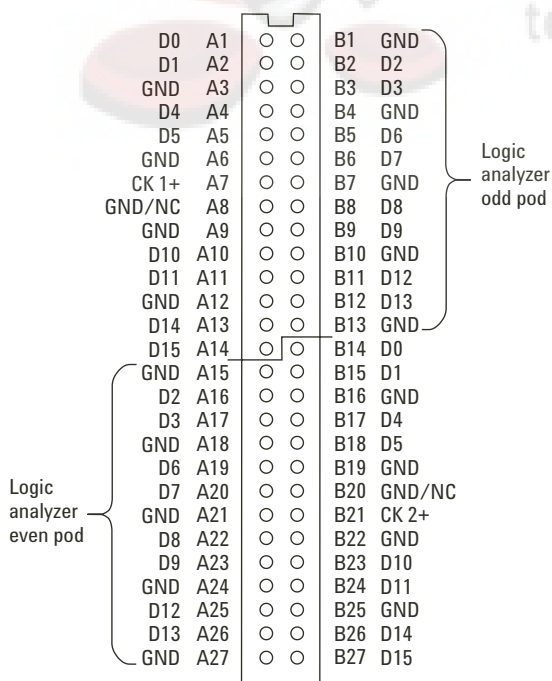 D0 A1 B1 GND
D1 A2 B2 D2
GND A3 B3 D3
D4 A4 B4 GND
D5 A5 B5 D6
GND A6 B6 D7
CK 1+ A7 B7 GND
GND/NC A8 B8 D8
GND A9 B9 D9
D10 A10 B10 GND
D11 A11 B11 D12
GND A12 B12 D13
D14 A13 B13 GND
D15 A14 B14 D0
GND A15 B15 D1
D2 A16 B16 GND
D3 A17 B17 D4
GND A18 B18 D5
D6 A19 B19 GND
D7 A20 B20 GND/NC
GND A21 B21 CK 2+
D8 A22 B22 GND
D9 A23 B23 D10
GND A24 B24 D11
D12 A25 B25 GND
D13 A26 B26 D14
GND A27 B27 D15
Logic
analyzer
odd pod
Logic
analyzer
even pod